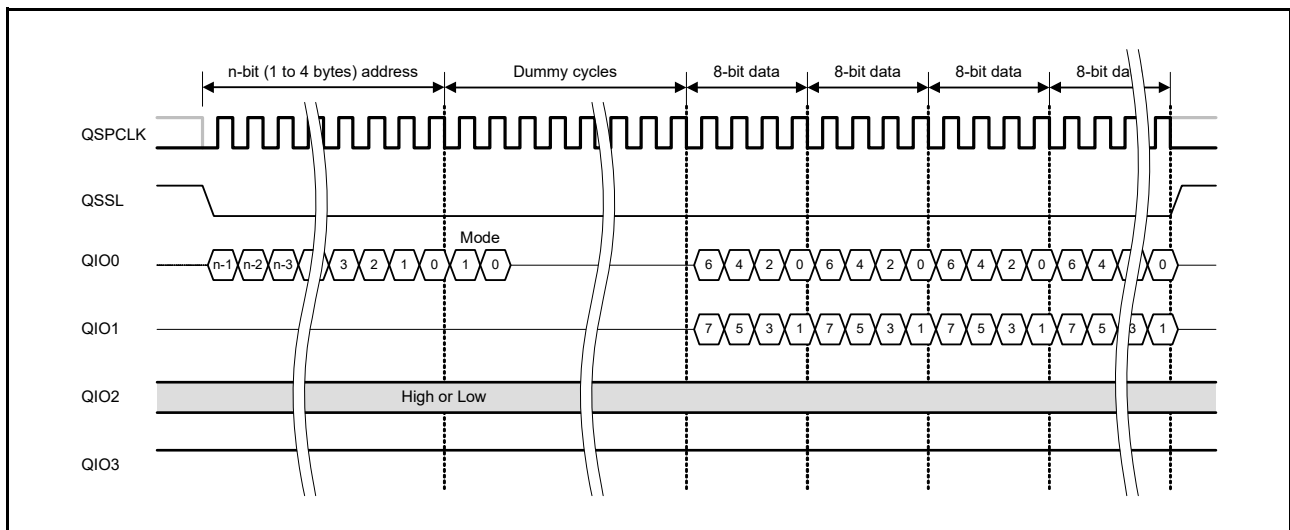 n-bit (1 to 4 bytes) address Dummy cycles 8-bit data 8-bit data 8-bit data 8-bit da
QSPCLK
QSSL
Mode
QIO0 n-1 n-2 n-3 3 2 1 0 1 0 6 4 2 0 6 4 2 0 6 4 2 0 6 4 0
QIO1 7 5 3 1 7 5 3 1 7 5 3 1 7 5 3 1
QIO2 High or Low
QIO3